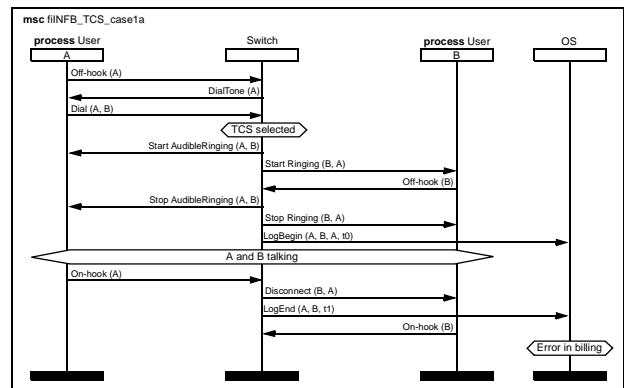 msc filNFB_TCS_case1a
process User Switch process User OS
A B
Off-hook (A)
DialTone (A)
Dial (A, B)
TCS selected
Start AudibleRinging (A, B)
Start Ringing (B, A)
Off-hook (B)
Stop AudibleRinging (A, B)
Stop Ringing (B, A)
LogBegin (A, B, A, t0)
A and B talking
On-hook (A)
Disconnect (B, A)
LogEnd (A, B, t1)
On-hook (B)
Error in billing